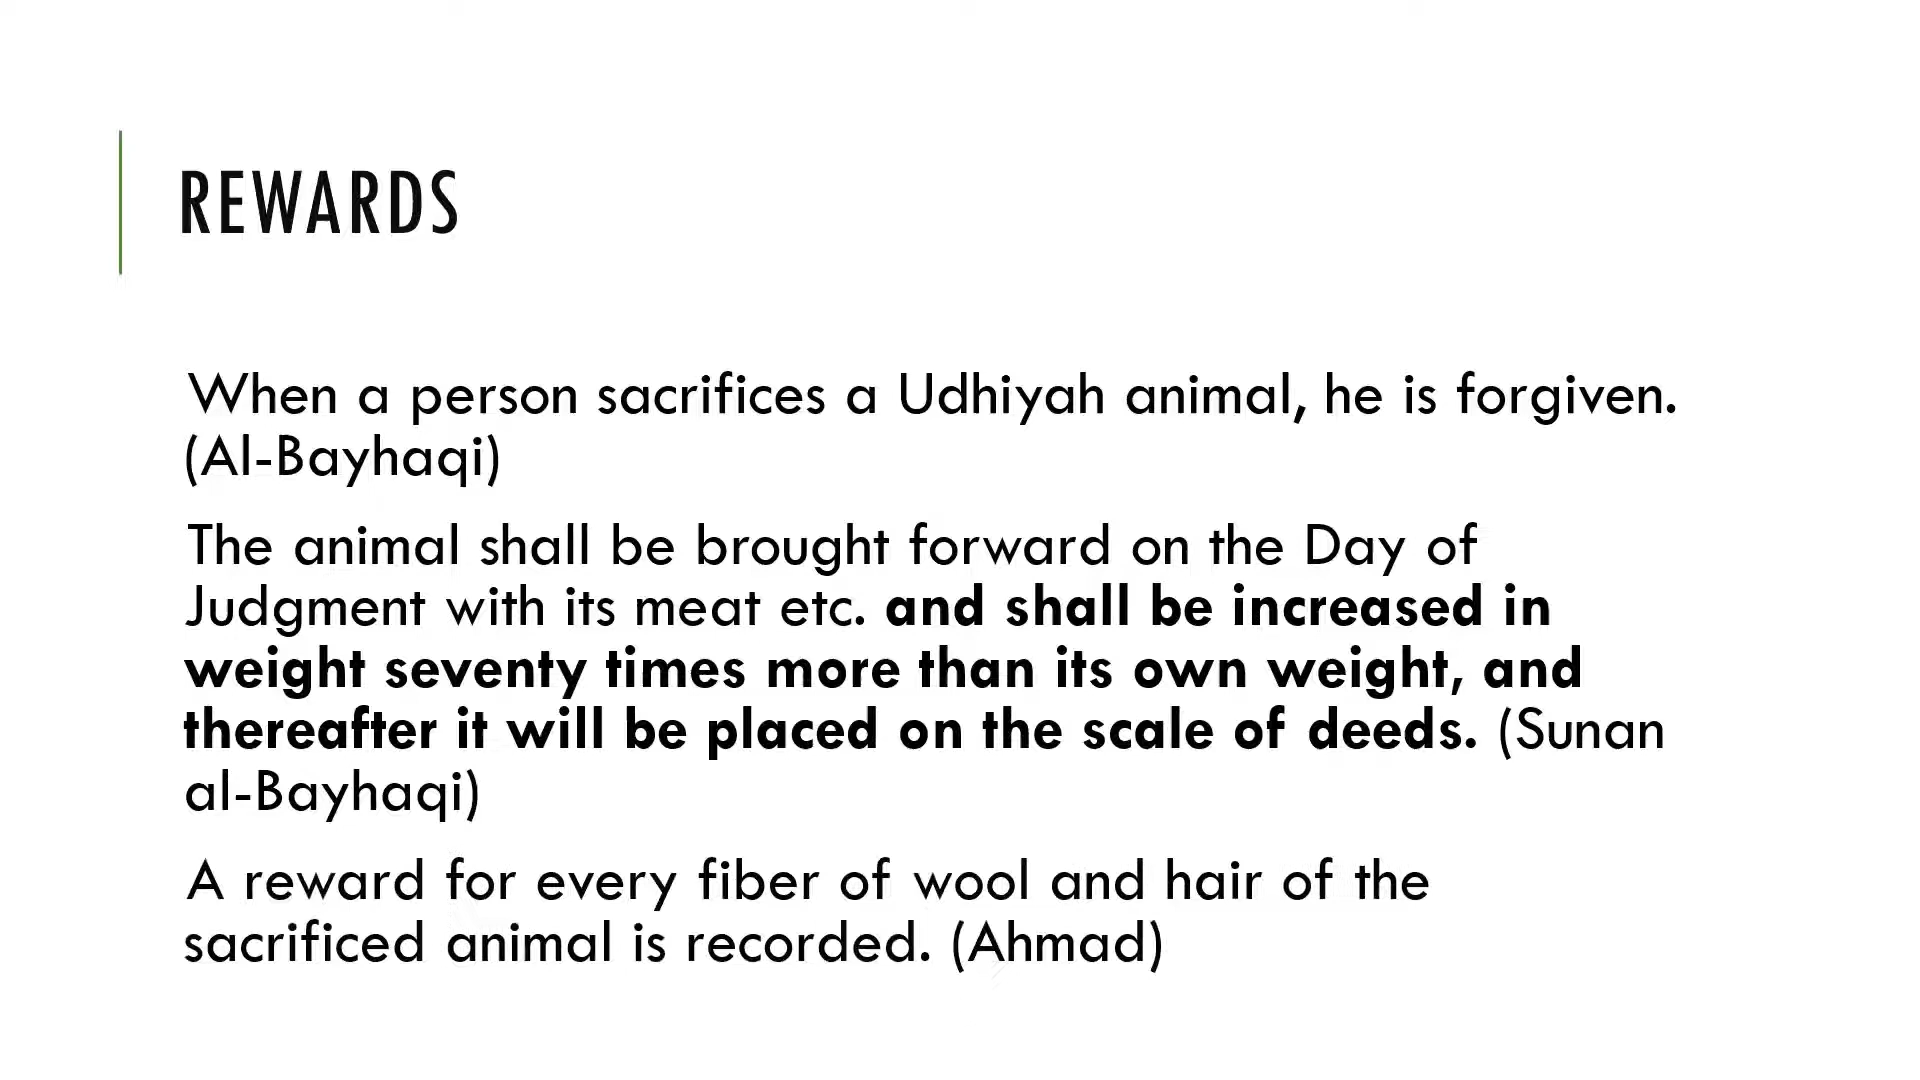 REWARDS
When a person sacrifices a Udhiyah animal, he is forgiven.
(Al-Bayhaqi)
The animal shall be brought forward on the Day of
Judgment with its meat etc. and shall be increased in
weight seventy times more than its own weight, and
thereafter it will be placed on the scale of deeds. (Sunan
al-Bayhaqi)
A reward for every fiber of wool and hair of the
sacrificed animal is recorded. (Ahmad)